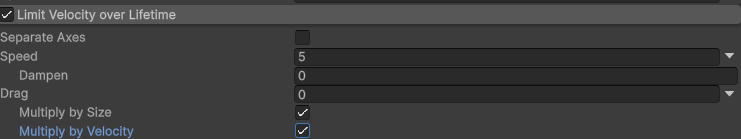 Limit Velocity over Lifetime
Separate Axes
Speed 5
Dampen 0
Drag 0
Multiply by Size
Multiply by Velocity